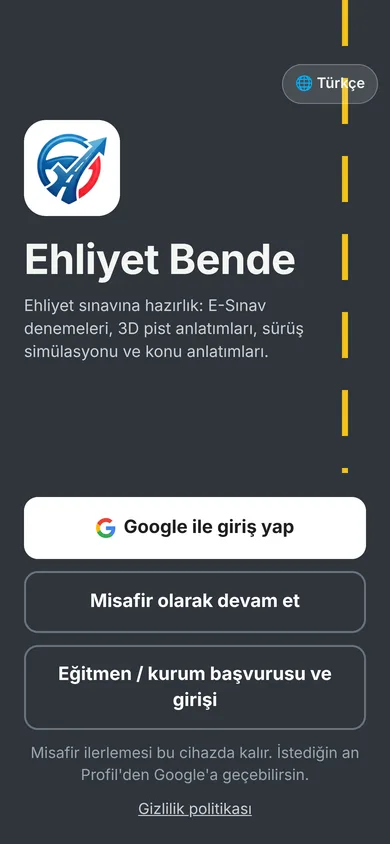 Türkçe
Ehliyet Bende
Ehliyet sınavına hazırlık: E-Sınav
denemeleri, 3D pist anlatımları, sürüş
simülasyonu ve konu anlatımları.
Google ile giriş yap
Misafir olarak devam et
Eğitmen / kurum başvurusu ve
girişi
Misafir ilerlemesi bu cihazda kalır. İstediğin an
Profil'den Google'a geçebilirsin.
Gizlilik politikası